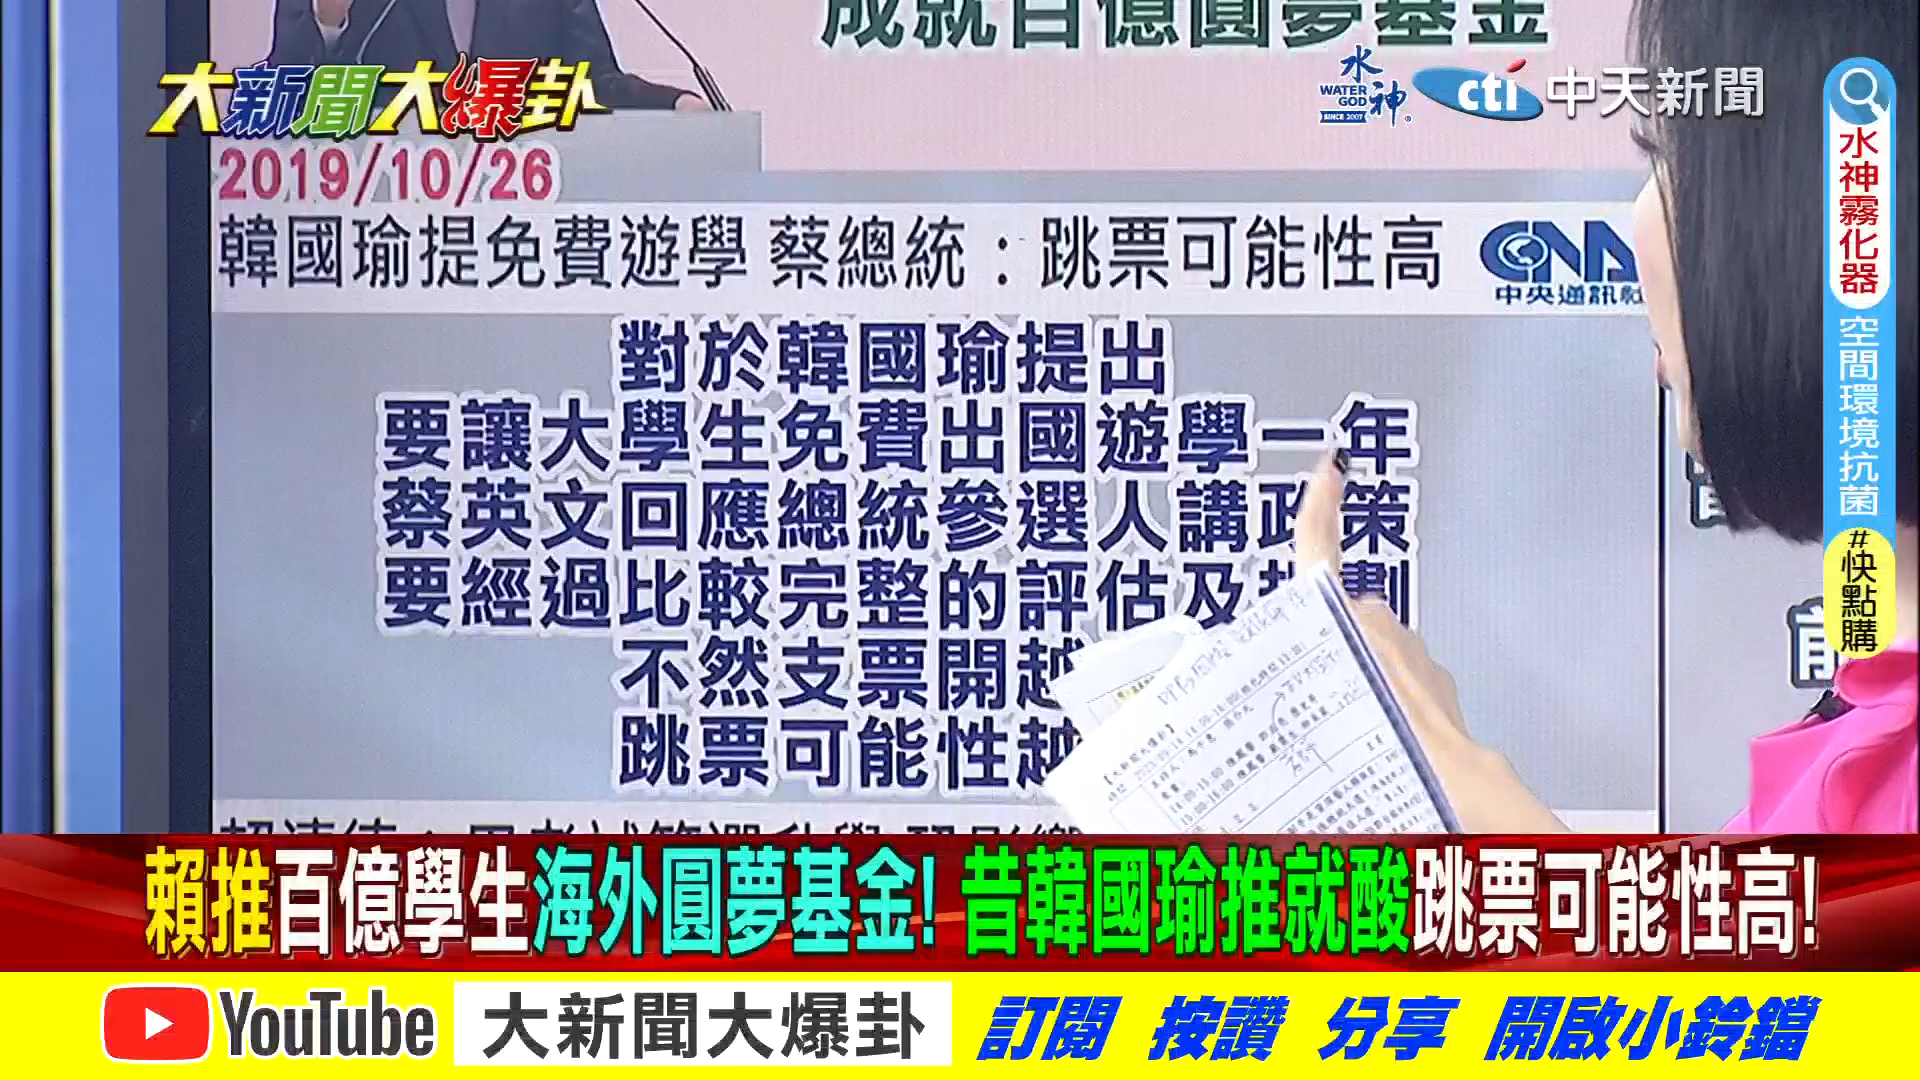 成就百億圓夢基金
大新聞大爆卦
水神
WATER GOD
SINCE 2007
cti 中天新聞
2019/10/26
韓國瑜提免費遊學 蔡總統：跳票可能性高
CNA
中央通訊社
對於韓國瑜提出
要讓大學生免費出國遊學一年
蔡英文回應總統參選人講政策
要經過比較完整的評估及規劃
不然支票開越
跳票可能性越
水神霧化器
空間環境抗菌
#快點購
賴推百億學生海外圓夢基金! 昔韓國瑜推就酸跳票可能性高!
YouTube 大新聞大爆卦 訂閱 按讚 分享 開啟小鈴鐺